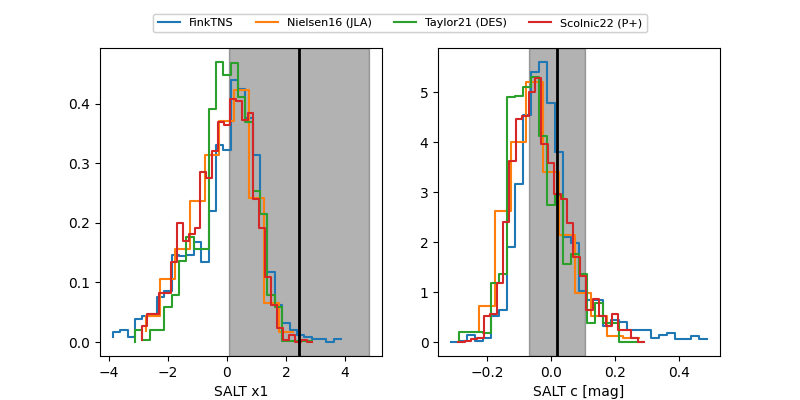 FinkTNS Nielsen16 (JLA) Taylor21 (DES) Scolnic22 (P+)
0.4
0.3
0.2
0.1
0.0
−4 −2 0 2 4
SALT x1
5
4
3
2
1
0
−0.2 0.0 0.2 0.4
SALT c [mag]